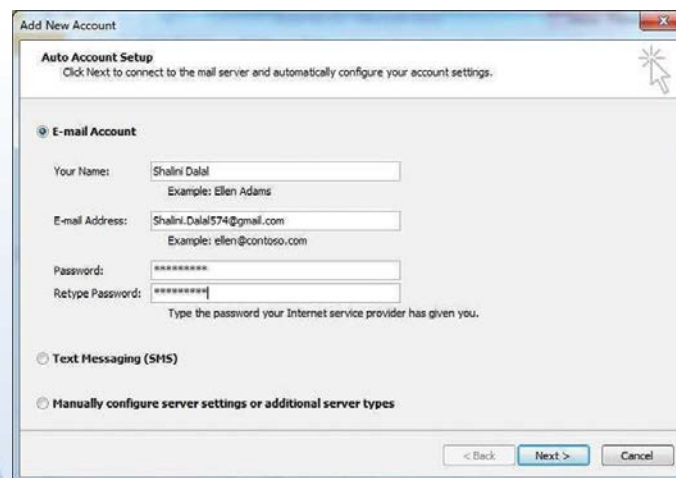 Add New Account
Auto Account Setup
Click Next to connect to the mail server and automatically configure your account settings.
E-mail Account
Your Name: Shalini Dalal
Example: Ellen Adams
E-mail Address: Shalini.Dalal574@gmail.com
Example: ellen@contoso.com
Password: *********
Retype Password: *********
Type the password your Internet service provider has given you.
Text Messaging (SMS)
Manually configure server settings or additional server types
< Back Next > Cancel